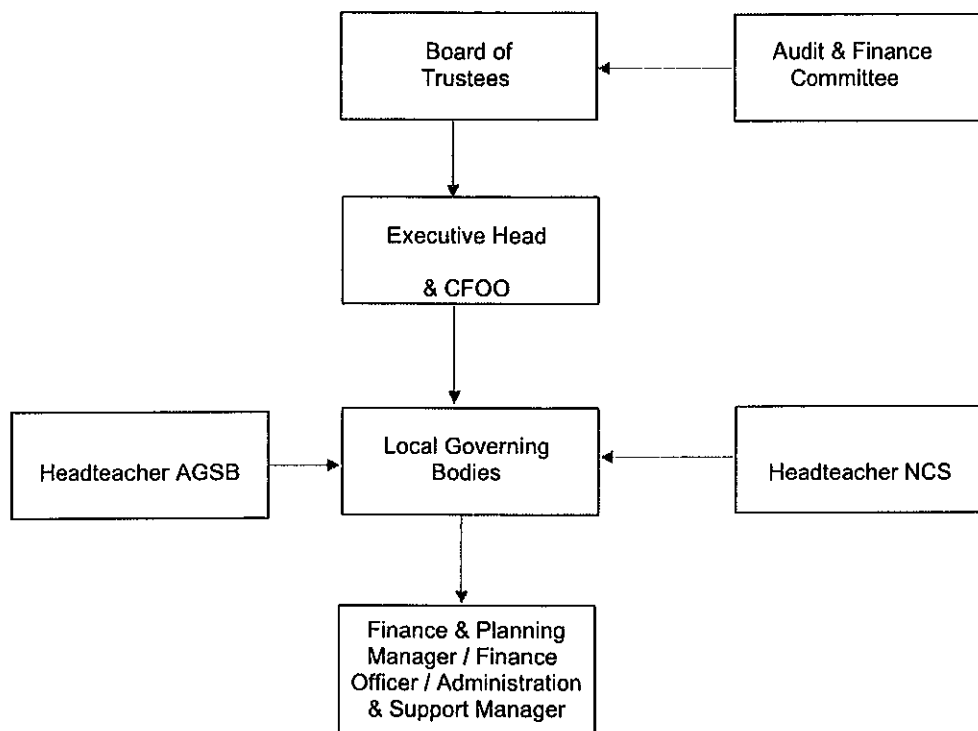 Board of
Trustees
Audit & Finance
Committee
Executive Head
& CFOO
Headteacher AGSB
Local Governing
Bodies
Headteacher NCS
Finance & Planning
Manager / Finance
Officer / Administration
& Support Manager